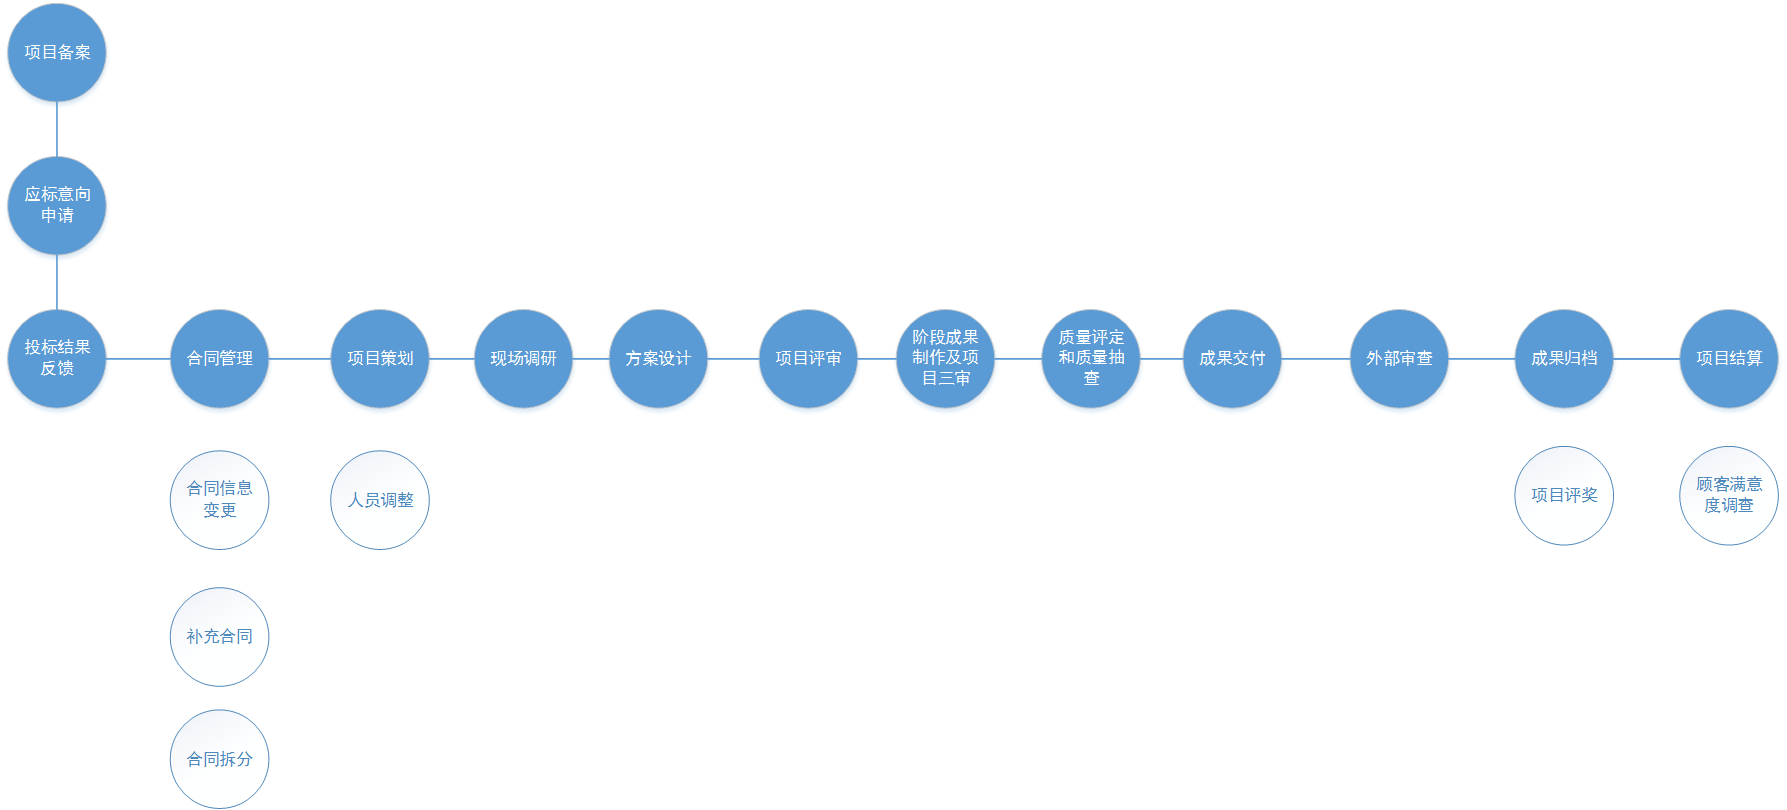 项目备案
应标意向
申请
投标结果
反馈
合同管理
项目策划
现场调研
方案设计
项目评审
阶段成果
制作及项
目三审
质量评定
和质量抽
查
成果交付
外部审查
成果归档
项目结算
合同信息
变更
人员调整
项目评奖
顾客满意
度调查
补充合同
合同拆分